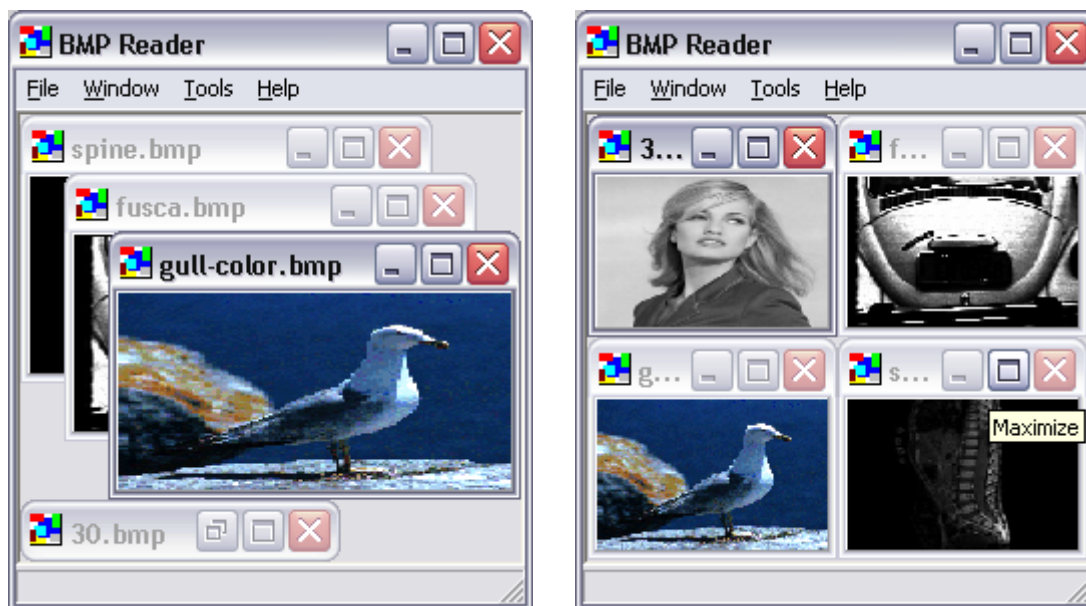 BMP Reader
File Window Tools Help
spine.bmp
fusca.bmp
gull-color.bmp
30.bmp
BMP Reader
File Window Tools Help
3...
f...
g...
s...
Maximize